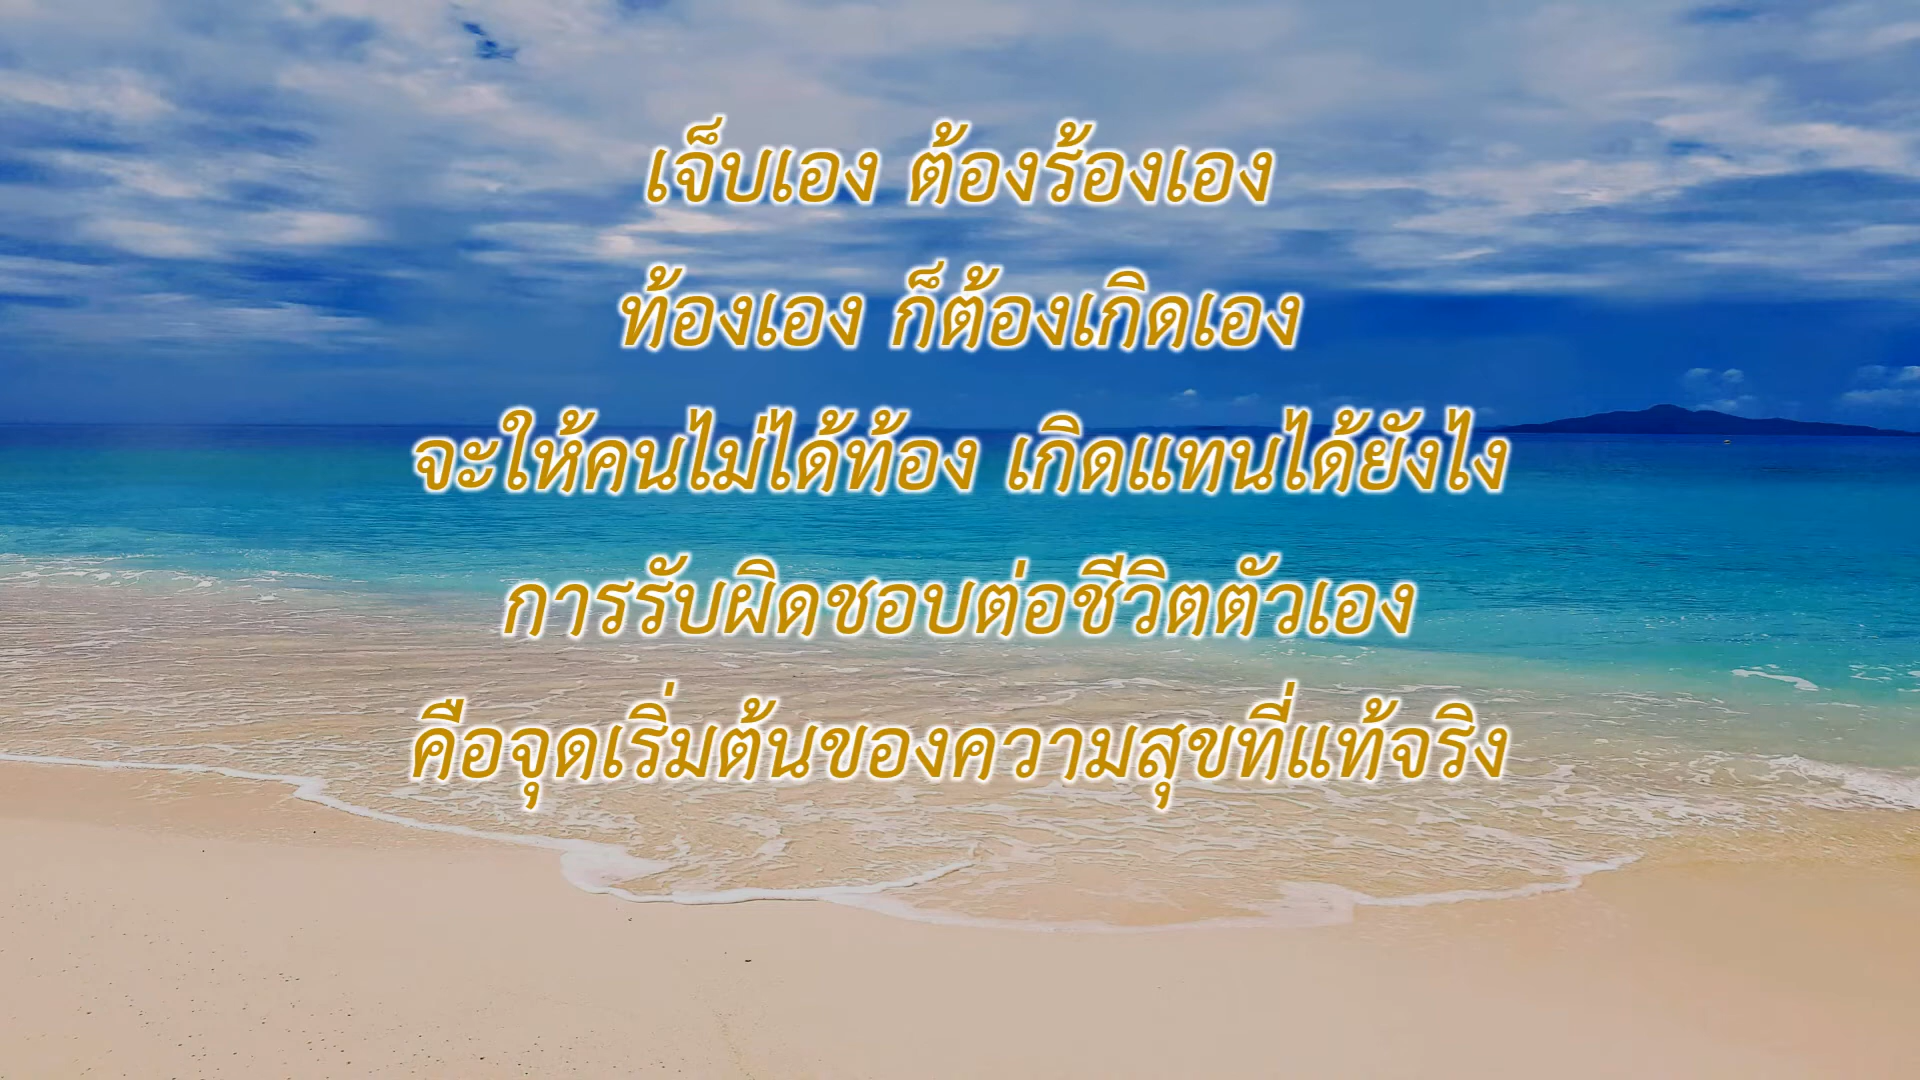 เจ็บเอง ต้องร้องเอง
ท้องเอง ก็ต้องเกิดเอง
จะให้คนไม่ได้ท้อง เกิดแทนได้ยังไง
การรับผิดชอบต่อชีวิตตัวเอง
คือจุดเริ่มต้นของความสุขที่แท้จริง